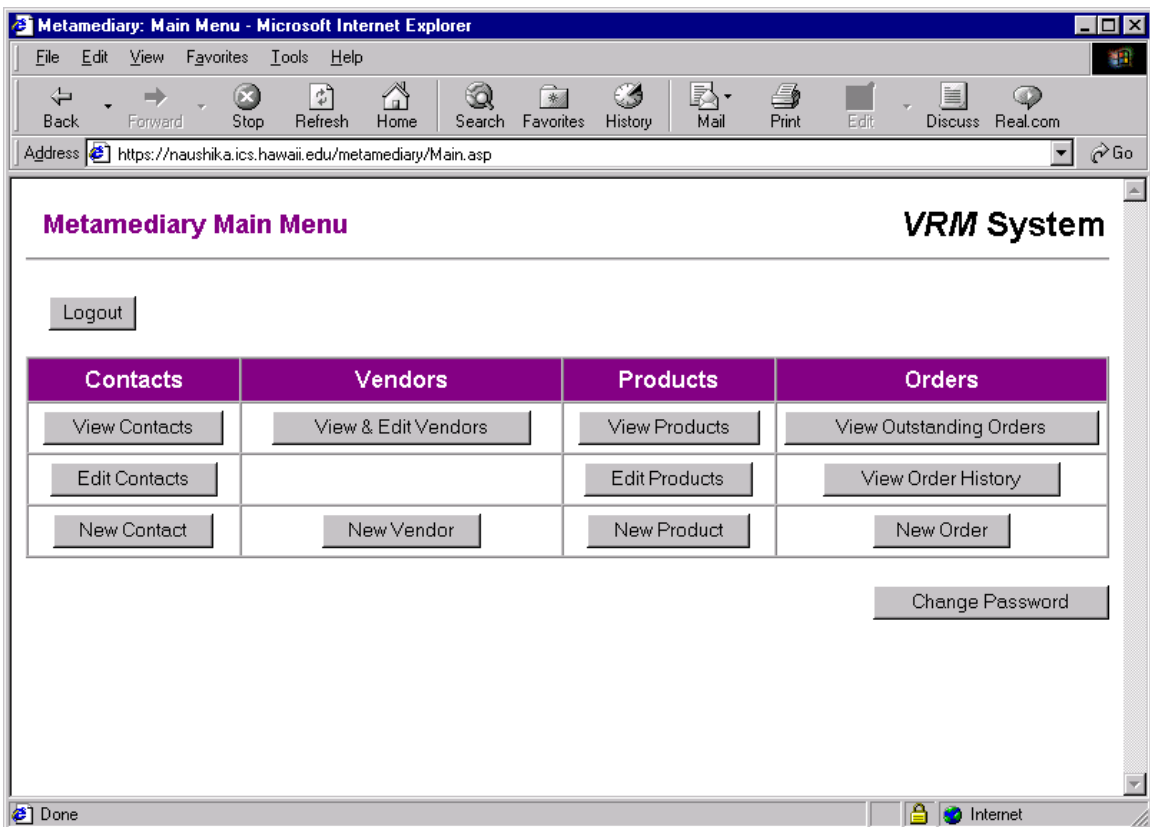 Metamediary: Main Menu - Microsoft Internet Explorer
File Edit View Favorites Tools Help
Back Forward Stop Refresh Home Search Favorites History Mail Print Edit Discuss Real.com
Address https://naushika.ics.hawaii.edu/metamediary/Main.asp Go
Metamediary Main Menu VRM System
Logout
Contacts Vendors Products Orders
View Contacts View & Edit Vendors View Products View Outstanding Orders
Edit Contacts Edit Products View Order History
New Contact New Vendor New Product New Order
Change Password
Done Internet